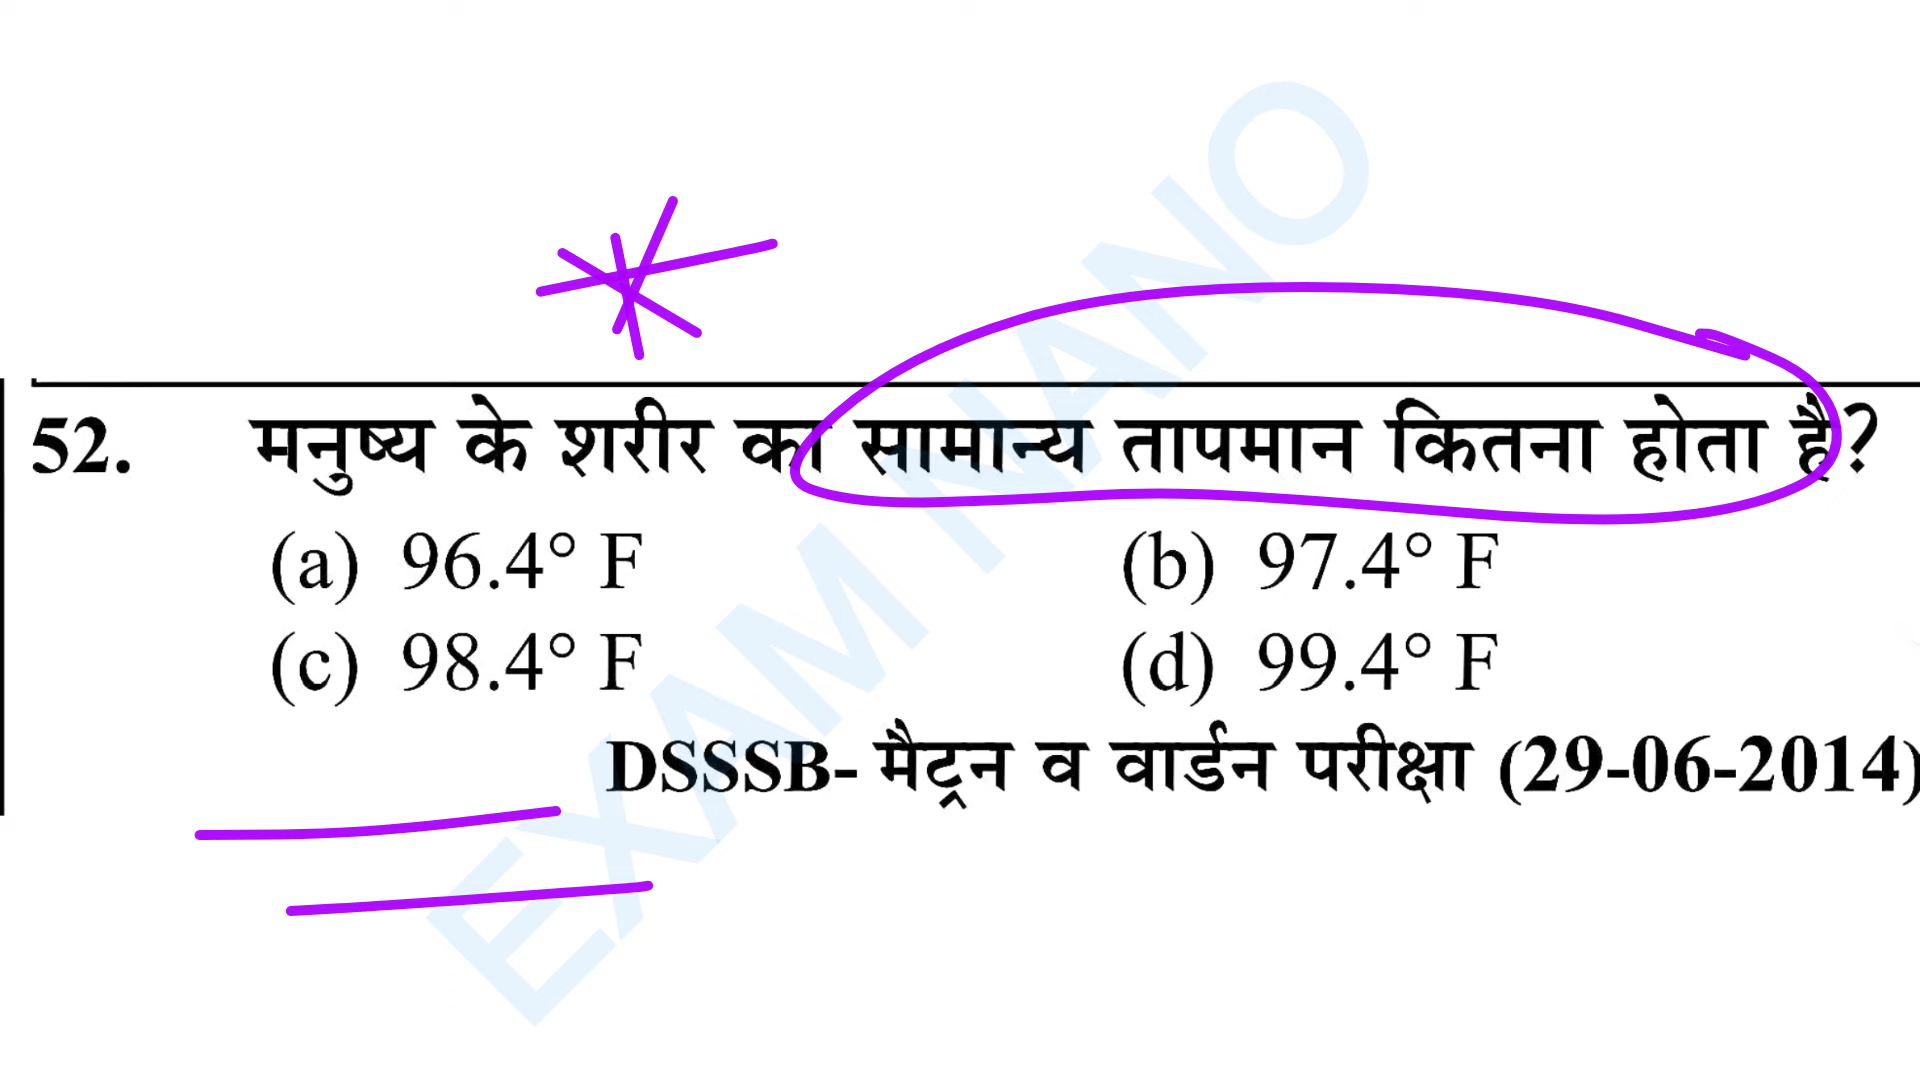 52. मनुष्य के शरीर का सामान्य तापमान कितना होता है?
(a) 96.4° F (b) 97.4° F
(c) 98.4° F (d) 99.4° F
DSSSB- मैट्रन व वार्डन परीक्षा (29-06-2014)
EXAM NANO